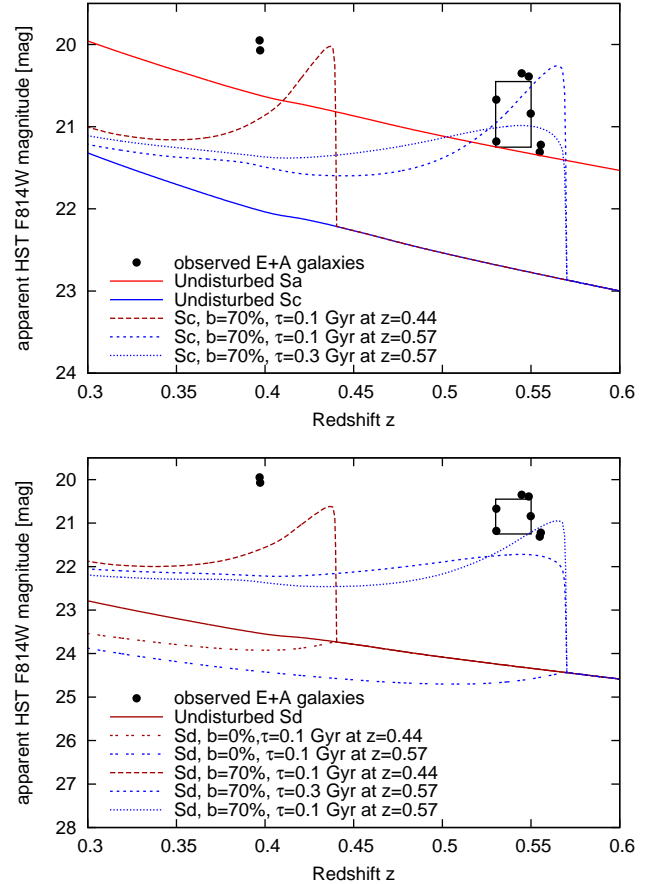 apparent HST F814W magnitude [mag]
20
21
22
23
24
observed E+A galaxies
Undisturbed Sa
Undisturbed Sc
Sc, b=70%, τ=0.1 Gyr at z=0.44
Sc, b=70%, τ=0.1 Gyr at z=0.57
Sc, b=70%, τ=0.3 Gyr at z=0.57
0.3 0.35 0.4 0.45 0.5 0.55 0.6
Redshift z
apparent HST F814W magnitude [mag]
19
20
21
22
23
24
25
26
27
28
observed E+A galaxies
Undisturbed Sd
Sd, b=0%,τ=0.1 Gyr at z=0.44
Sd, b=0%, τ=0.1 Gyr at z=0.57
Sd, b=70%, τ=0.1 Gyr at z=0.44
Sd, b=70%, τ=0.3 Gyr at z=0.57
Sd, b=70%, τ=0.1 Gyr at z=0.57
0.3 0.35 0.4 0.45 0.5 0.55 0.6
Redshift z